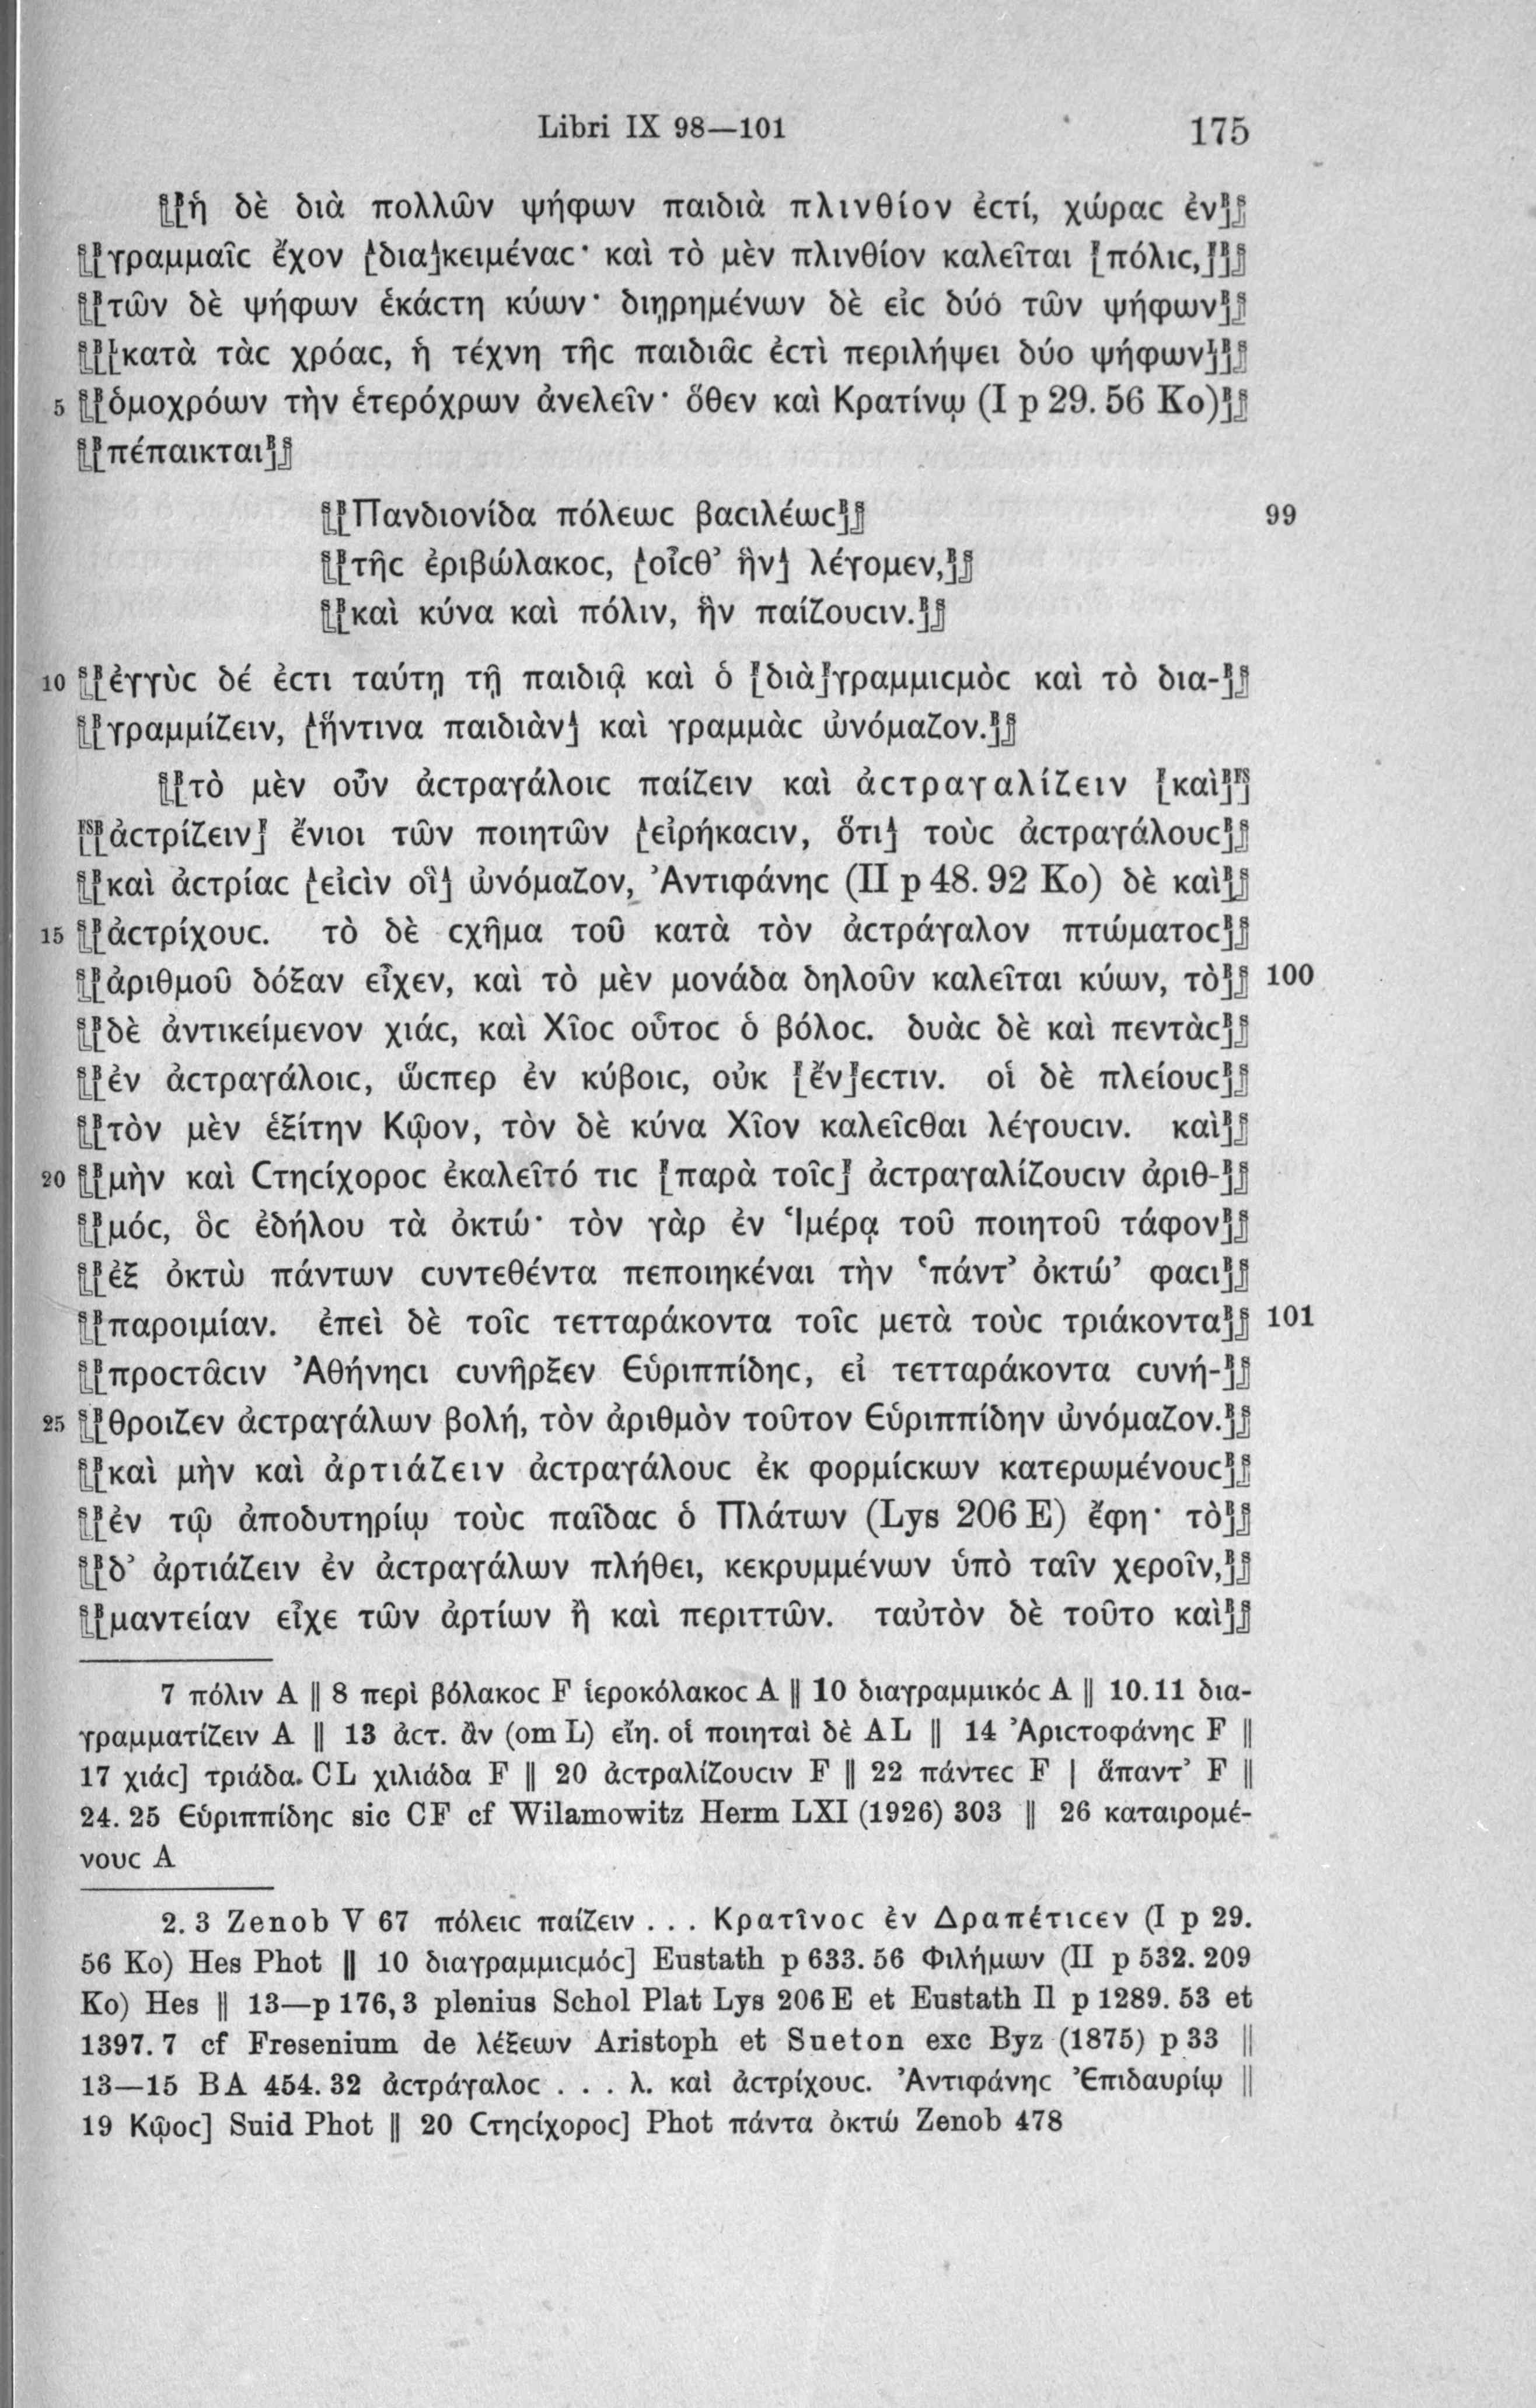 Libri IX 98—101 175
⟦[ἡ δὲ διὰ πολλῶν ψήφων παιδιὰ πλινθίον ἐϲτί, χώραϲ ἐν]⟧
⟦[γραμμαῖϲ ἔχον [δια]κειμέναϲ· καὶ τὸ μὲν πλινθίον καλεῖται [πόλιϲ,]]⟧
⟦[τῶν δὲ ψήφων ἑκάϲτη κύων· διῃρημένων δὲ εἰϲ δύο τῶν ψήφων]⟧
⟦[[κατὰ τὰϲ χρόαϲ, ἡ τέχνη τῆϲ παιδιᾶϲ ἐϲτὶ περιλήψει δύο ψήφων]]⟧
5 ⟦[ὁμοχρόων τὴν ἑτερόχρων ἀνελεῖν· ὅθεν καὶ Κρατίνῳ (I p 29. 56 Ko)]⟧
⟦[πέπαικται]⟧
⟦[Πανδιονίδα πόλεωϲ βαϲιλέωϲ]⟧ 99
⟦[τῆϲ ἐριβώλακοϲ, [οἶϲθ’ ἣν] λέγομεν,]⟧
⟦[καὶ κύνα καὶ πόλιν, ἣν παίζουϲιν.]⟧
10 ⟦[ἐγγὺϲ δέ ἐϲτι ταύτῃ τῇ παιδιᾷ καὶ ὁ [διὰ]γραμμιϲμὸϲ καὶ τὸ δια-]⟧
⟦[γραμμίζειν, [ἥντινα παιδιὰν] καὶ γραμμὰϲ ὠνόμαζον.]⟧
⟦[τὸ μὲν οὖν ἀϲτραγάλοιϲ παίζειν καὶ ἀϲτραγαλίζειν [καὶ]]
[[ἀϲτρίζειν] ἔνιοι τῶν ποιητῶν [εἰρήκαϲιν, ὅτι] τοὺϲ ἀϲτραγάλουϲ]⟧
⟦[καὶ ἀϲτρίαϲ [εἰϲὶν οἳ] ὠνόμαζον, Ἀντιφάνηϲ (II p 48. 92 Ko) δὲ καὶ]⟧
15 ⟦[ἀϲτρίχουϲ. τὸ δὲ ϲχῆμα τοῦ κατὰ τὸν ἀϲτράγαλον πτώματοϲ]⟧
⟦[ἀριθμοῦ δόξαν εἶχεν, καὶ τὸ μὲν μονάδα δηλοῦν καλεῖται κύων, τὸ]⟧ 100
⟦[δὲ ἀντικείμενον χιάϲ, καὶ Χῖοϲ οὗτοϲ ὁ βόλοϲ. δυὰϲ δὲ καὶ πεντὰϲ]⟧
⟦[ἐν ἀϲτραγάλοιϲ, ὥϲπερ ἐν κύβοιϲ, οὐκ [ἔν]εϲτιν. οἱ δὲ πλείουϲ]⟧
⟦[τὸν μὲν ἑξίτην Κῷον, τὸν δὲ κύνα Χῖον καλεῖϲθαι λέγουϲιν. καὶ]⟧
20 ⟦[μὴν καὶ Ϲτηϲίχοροϲ ἐκαλεῖτό τιϲ [παρὰ τοῖϲ] ἀϲτραγαλίζουϲιν ἀριθ-]⟧
⟦[μόϲ, ὃϲ ἐδήλου τὰ ὀκτώ· τὸν γὰρ ἐν Ἱμέρᾳ τοῦ ποιητοῦ τάφον]⟧
⟦[ἐξ ὀκτὼ πάντων ϲυντεθέντα πεποιηκέναι τὴν ‘πάντ’ ὀκτώ’ φαϲι]⟧
⟦[παροιμίαν. ἐπεὶ δὲ τοῖϲ τετταράκοντα τοῖϲ μετὰ τοὺϲ τριάκοντα]⟧ 101
⟦[προϲτᾶϲιν Ἀθήνηϲι ϲυνῆρξεν Εὐριππίδηϲ, εἰ τετταράκοντα ϲυνή-]⟧
25 ⟦[θροιζεν ἀϲτραγάλων βολή, τὸν ἀριθμὸν τοῦτον Εὐριππίδην ὠνόμαζον.]⟧
⟦[καὶ μὴν καὶ ἀρτιάζειν ἀϲτραγάλουϲ ἐκ φορμίϲκων κατερωμένουϲ]⟧
⟦[ἐν τῷ ἀποδυτηρίῳ τοὺϲ παῖδαϲ ὁ Πλάτων (Lys 206 E) ἔφη· τὸ]⟧
⟦[δ’ ἀρτιάζειν ἐν ἀϲτραγάλων πλήθει, κεκρυμμένων ὑπὸ ταῖν χεροῖν,]⟧
⟦[μαντείαν εἶχε τῶν ἀρτίων ἢ καὶ περιττῶν. ταὐτὸν δὲ τοῦτο καὶ]⟧
7 πόλιν A ‖ 8 περὶ βόλακοϲ F ἱεροκόλακοϲ A ‖ 10 διαγραμμικόϲ A ‖ 10. 11 δια-
γραμματίζειν A ‖ 13 ἀϲτ. ἂν (om L) εἴη. οἱ ποιηταὶ δὲ AL ‖ 14 Ἀριϲτοφάνηϲ F ‖
17 χιάϲ] τριάδα. CL χιλιάδα F ‖ 20 ἀϲτραλίζουϲιν F ‖ 22 πάντεϲ F | ἅπαντ’ F ‖
24. 25 Εὐριππίδηϲ sic CF cf Wilamowitz Herm LXI (1926) 303 ‖ 26 καταιρομέ-
νουϲ A
2. 3 Zenob V 67 πόλειϲ παίζειν . . . Κρατῖνοϲ ἐν Δραπέτιϲεν (I p 29.
56 Ko) Hes Phot ‖ 10 διαγραμμιϲμόϲ] Eustath p 633. 56 Φιλήμων (II p 532. 209
Ko) Hes ‖ 13—p 176, 3 plenius Schol Plat Lys 206 E et Eustath Il p 1289. 53 et
1397. 7 cf Fresenium de λέξεων Aristoph et Sueton exc Byz (1875) p 33 ‖
13—15 BA 454. 32 ἀϲτράγαλοϲ . . . λ. καὶ ἀϲτρίχουϲ. Ἀντιφάνηϲ Ἐπιδαυρίῳ ‖
19 Κῷοϲ] Suid Phot ‖ 20 Ϲτηϲίχοροϲ] Phot πάντα ὀκτώ Zenob 478